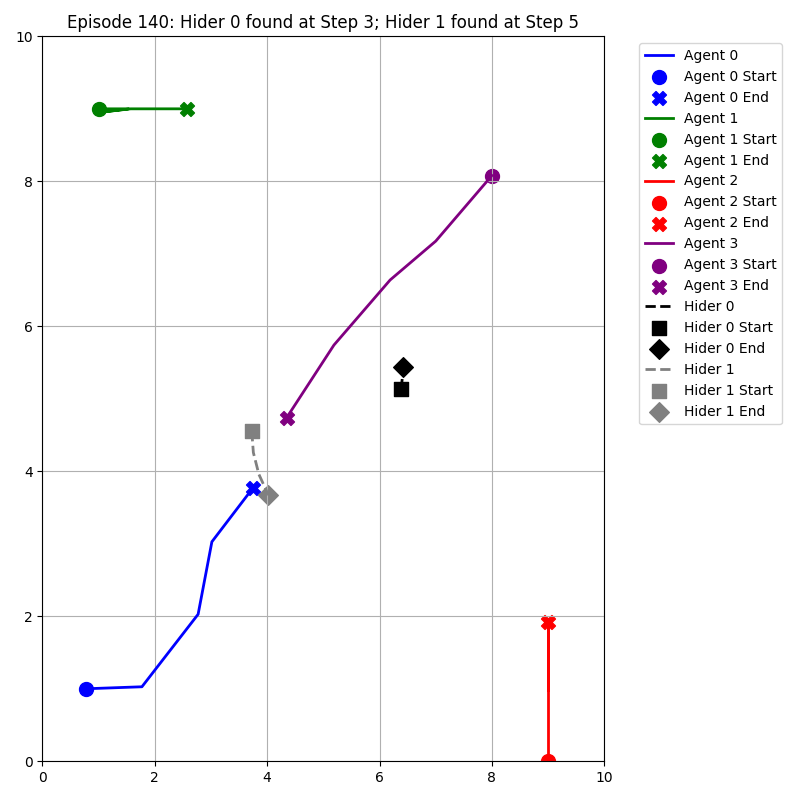 Episode 140: Hider 0 found at Step 3; Hider 1 found at Step 5
10
8
6
4
2
0
0 2 4 6 8 10
Agent 0
Agent 0 Start
Agent 0 End
Agent 1
Agent 1 Start
Agent 1 End
Agent 2
Agent 2 Start
Agent 2 End
Agent 3
Agent 3 Start
Agent 3 End
Hider 0
Hider 0 Start
Hider 0 End
Hider 1
Hider 1 Start
Hider 1 End